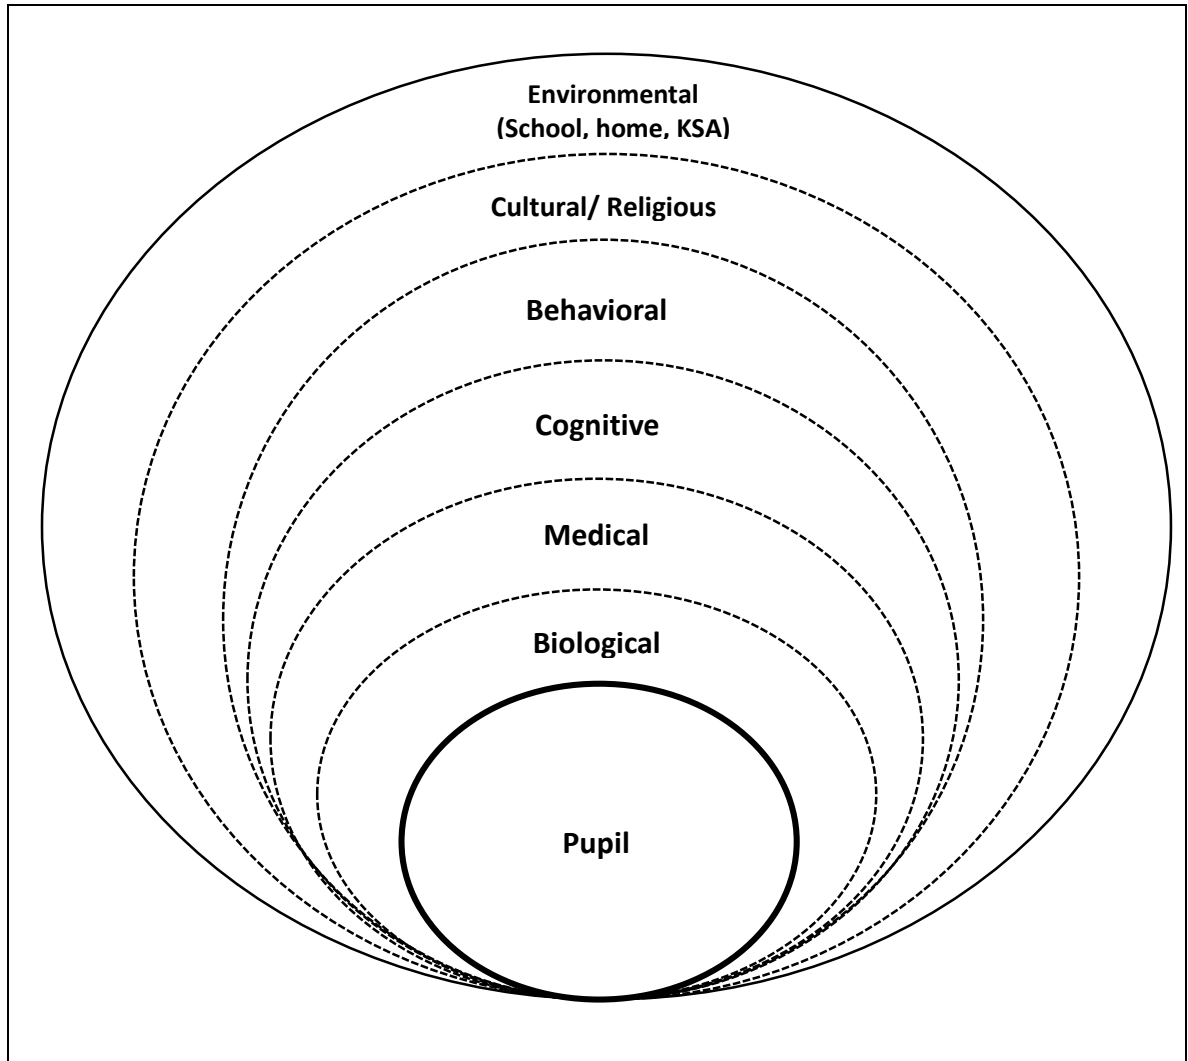 Environmental
(School, home, KSA)
Cultural/ Religious
Behavioral
Cognitive
Medical
Biological
Pupil